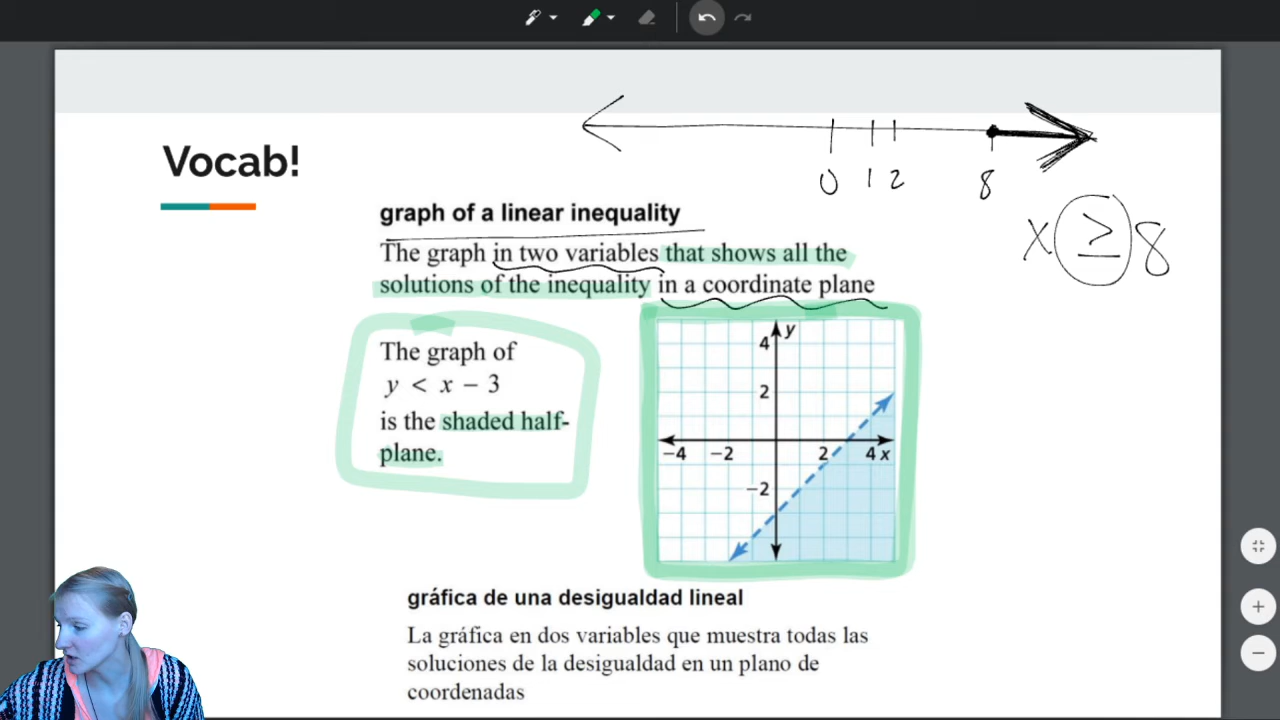 0 1 2 8
Vocab!
x ≥ 8
graph of a linear inequality
The graph in two variables that shows all the
solutions of the inequality in a coordinate plane
The graph of
y < x − 3
is the shaded half-
plane.
y
4
2
−4 −2 2 4 x
−2
gráfica de una desigualdad lineal
La gráfica en dos variables que muestra todas las
soluciones de la desigualdad en un plano de
coordenadas